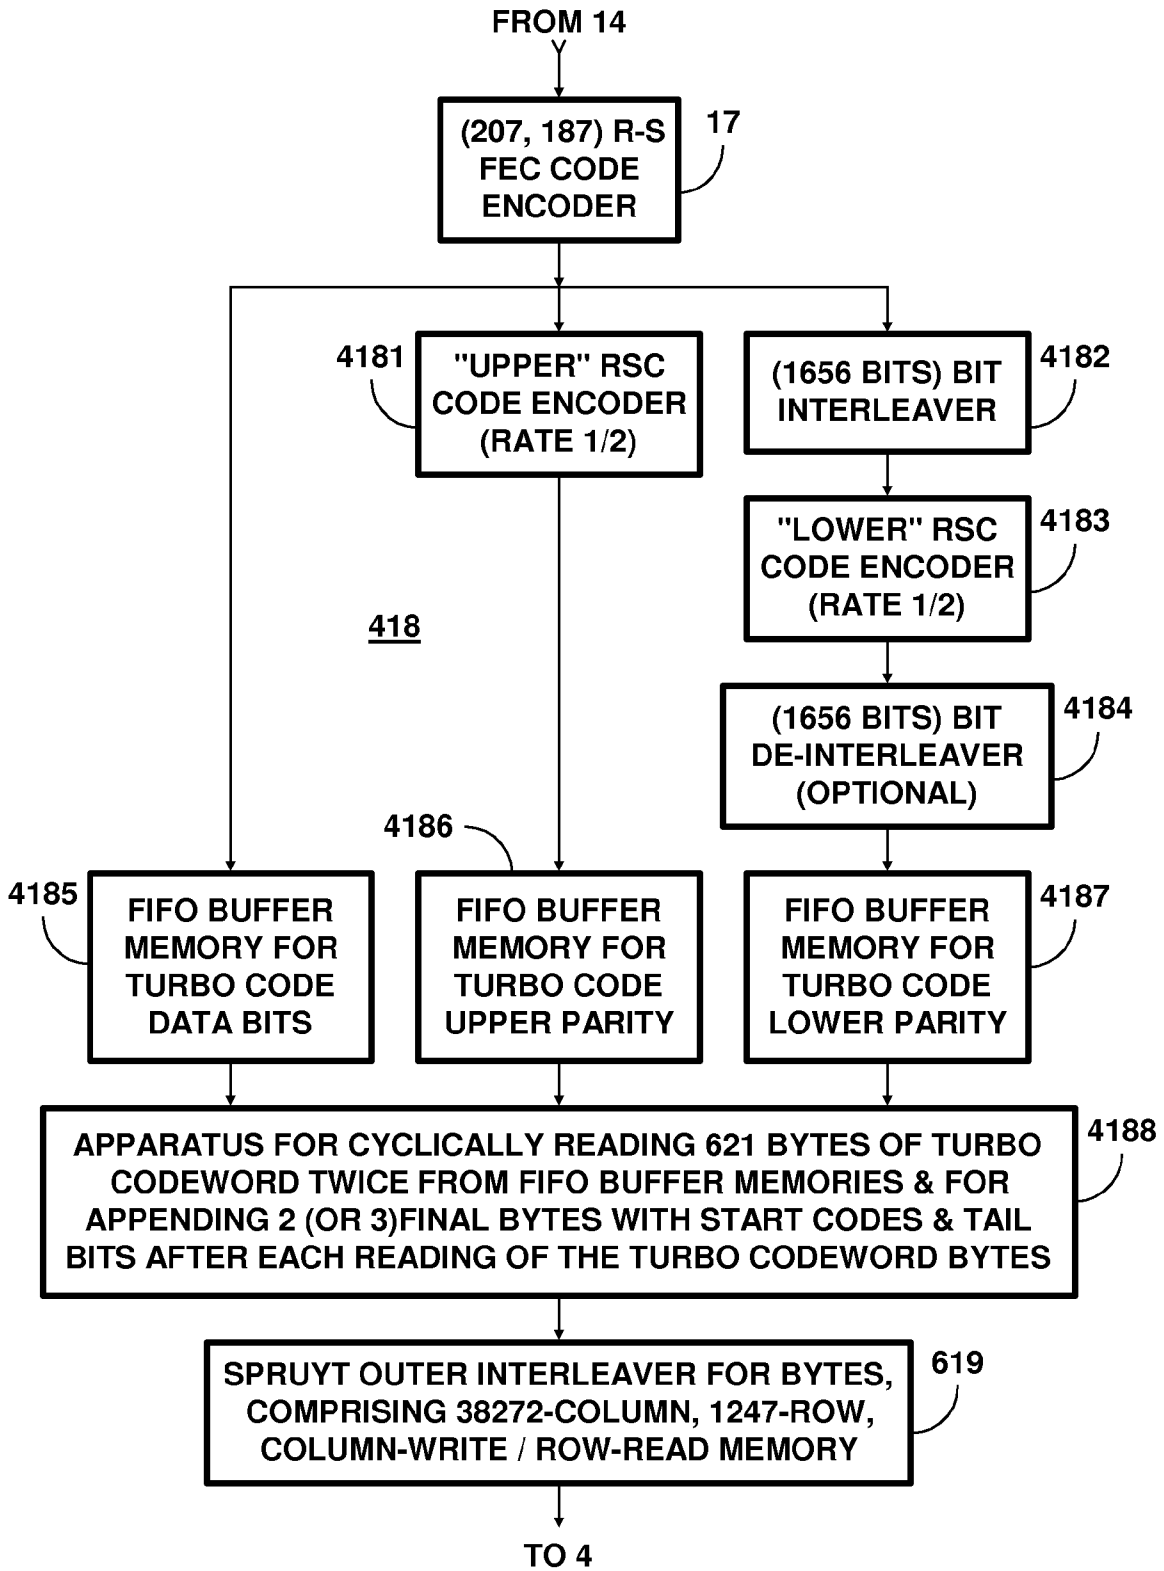 FROM 14
(207, 187) R-S
FEC CODE
ENCODER
17
4181
"UPPER" RSC
CODE ENCODER
(RATE 1/2)
(1656 BITS) BIT
INTERLEAVER
4182
"LOWER" RSC
CODE ENCODER
(RATE 1/2)
4183
418
(1656 BITS) BIT
DE-INTERLEAVER
(OPTIONAL)
4184
4185
FIFO BUFFER
MEMORY FOR
TURBO CODE
DATA BITS
4186
FIFO BUFFER
MEMORY FOR
TURBO CODE
UPPER PARITY
FIFO BUFFER
MEMORY FOR
TURBO CODE
LOWER PARITY
4187
APPARATUS FOR CYCLICALLY READING 621 BYTES OF TURBO
CODEWORD TWICE FROM FIFO BUFFER MEMORIES & FOR
APPENDING 2 (OR 3)FINAL BYTES WITH START CODES & TAIL
BITS AFTER EACH READING OF THE TURBO CODEWORD BYTES
4188
SPRUYT OUTER INTERLEAVER FOR BYTES,
COMPRISING 38272-COLUMN, 1247-ROW,
COLUMN-WRITE / ROW-READ MEMORY
619
TO 4